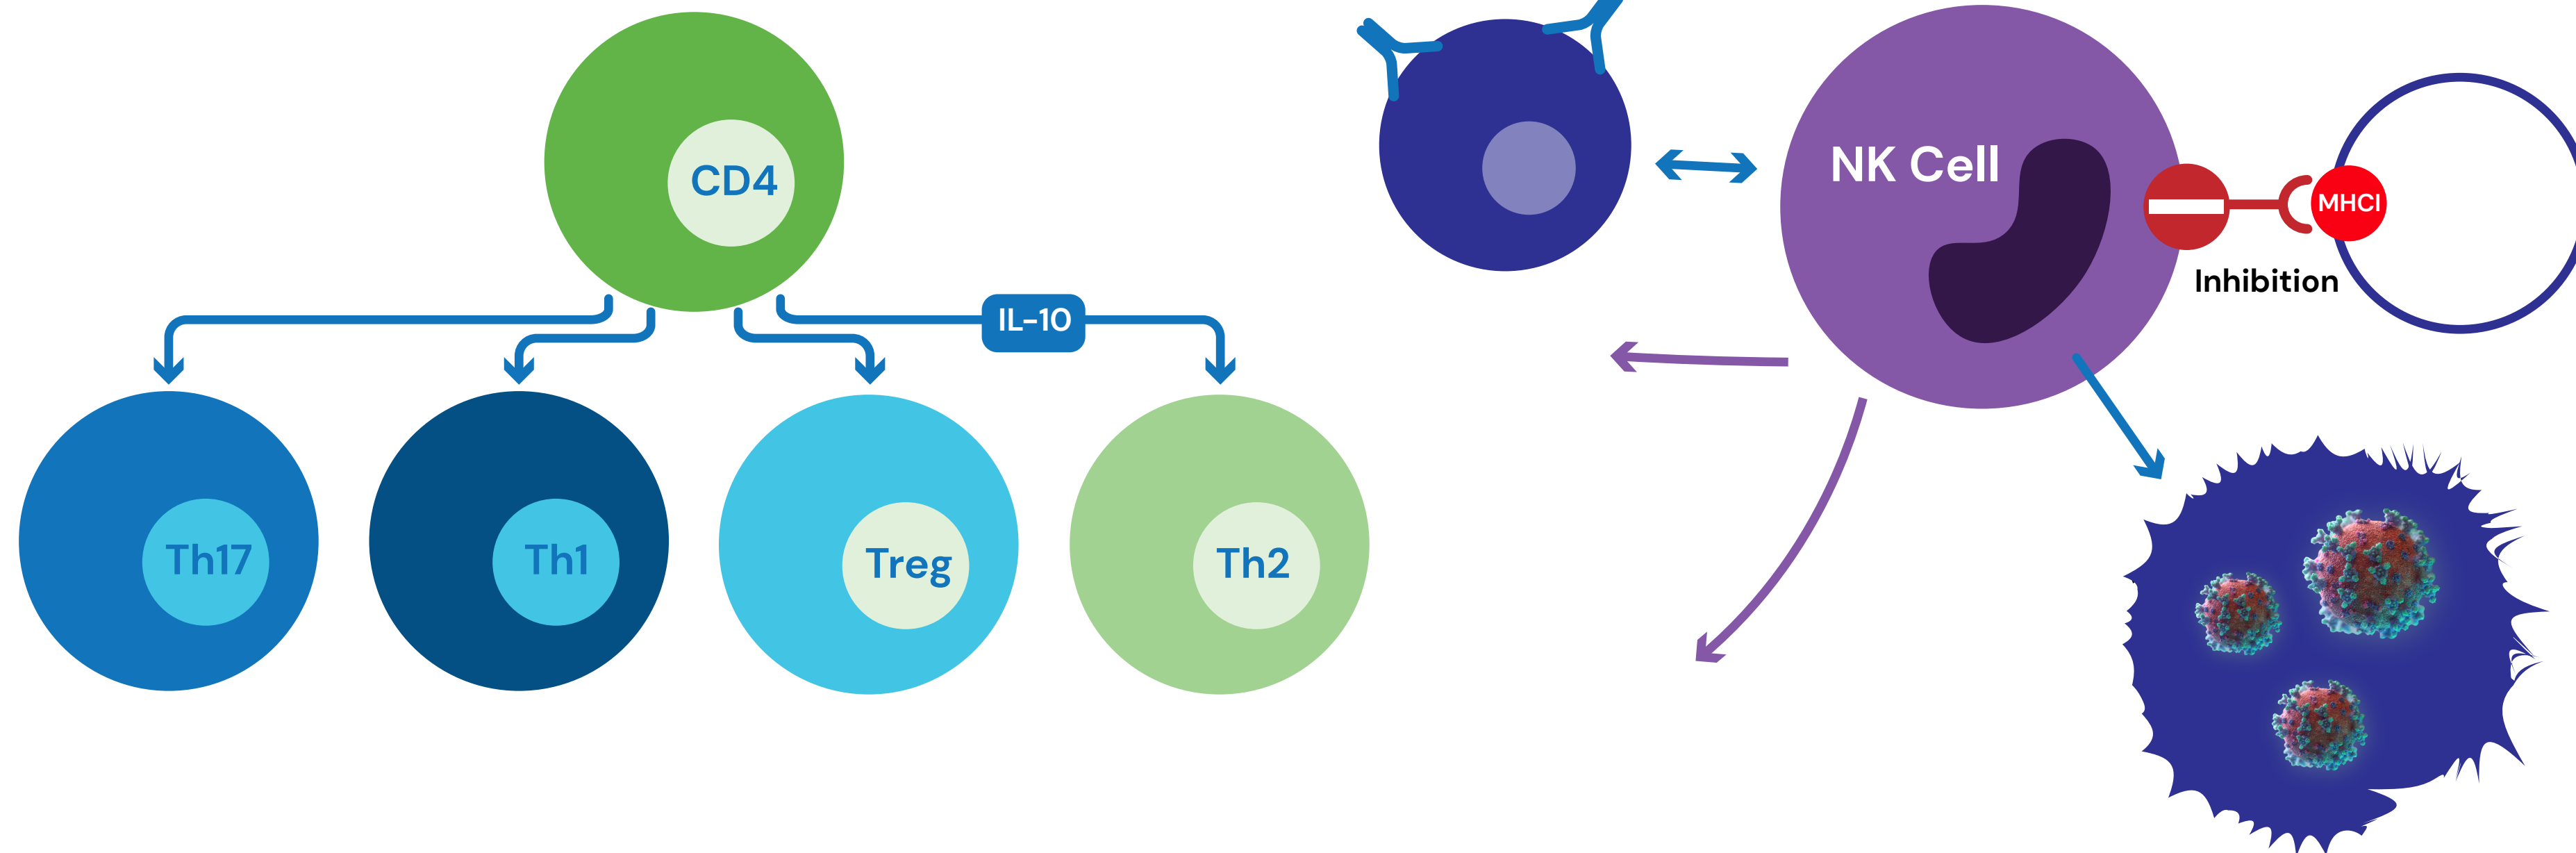 CD4
IL-10
Th17
Th1
Treg
Th2
NK Cell
MHCI
Inhibition